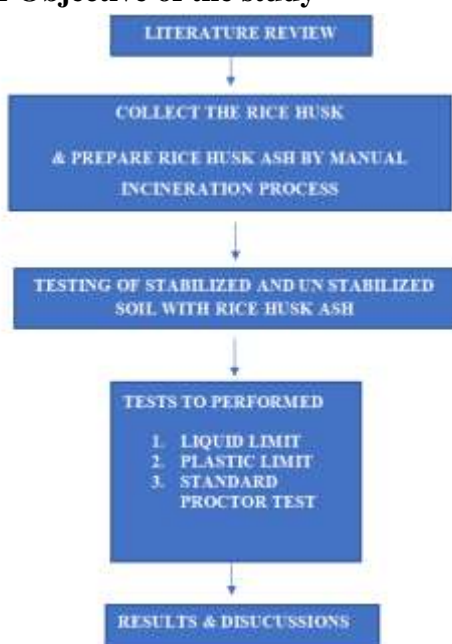 Objective of the study
LITERATURE REVIEW
COLLECT THE RICE HUSK
& PREPARE RICE HUSK ASH BY MANUAL
INCINERATION PROCESS
TESTING OF STABILIZED AND UN STABILIZED
SOIL WITH RICE HUSK ASH
TESTS TO PERFORMED
1. LIQUID LIMIT
2. PLASTIC LIMIT
3. STANDARD
PROCTOR TEST
RESULTS & DISUCUSSIONS